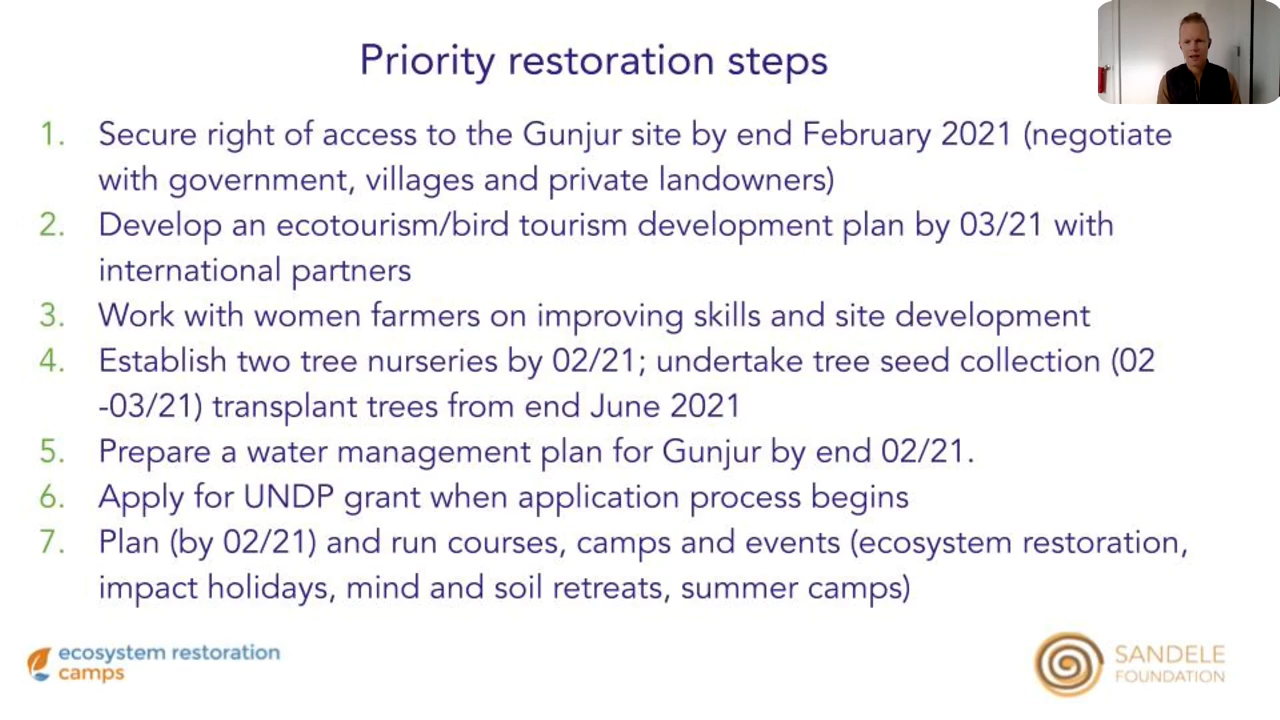 Priority restoration steps
1. Secure right of access to the Gunjur site by end February 2021 (negotiate
with government, villages and private landowners)
2. Develop an ecotourism/bird tourism development plan by 03/21 with
international partners
3. Work with women farmers on improving skills and site development
4. Establish two tree nurseries by 02/21; undertake tree seed collection (02
-03/21) transplant trees from end June 2021
5. Prepare a water management plan for Gunjur by end 02/21.
6. Apply for UNDP grant when application process begins
7. Plan (by 02/21) and run courses, camps and events (ecosystem restoration,
impact holidays, mind and soil retreats, summer camps)
ecosystem restoration
camps
SANDELE
FOUNDATION